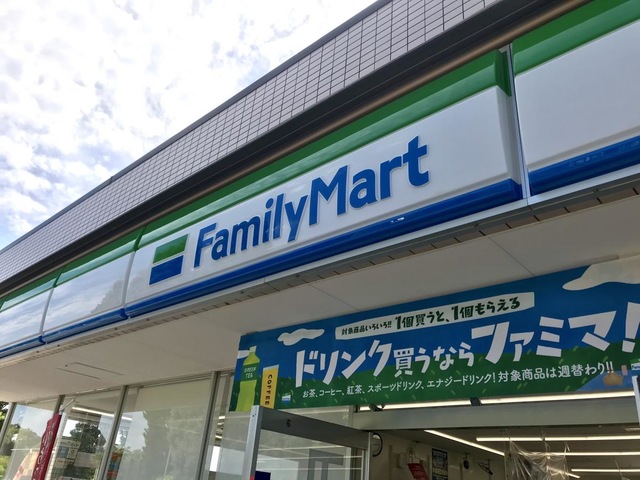 FamilyMart
対象商品いろいろ!! 1個買うと、1個もらえる
ドリンク買うならファミマ!
お茶、コーヒー、紅茶、スポーツドリンク、エナジードリンク! 対象商品は週替わり!!
GREEN TEA
COFFEE